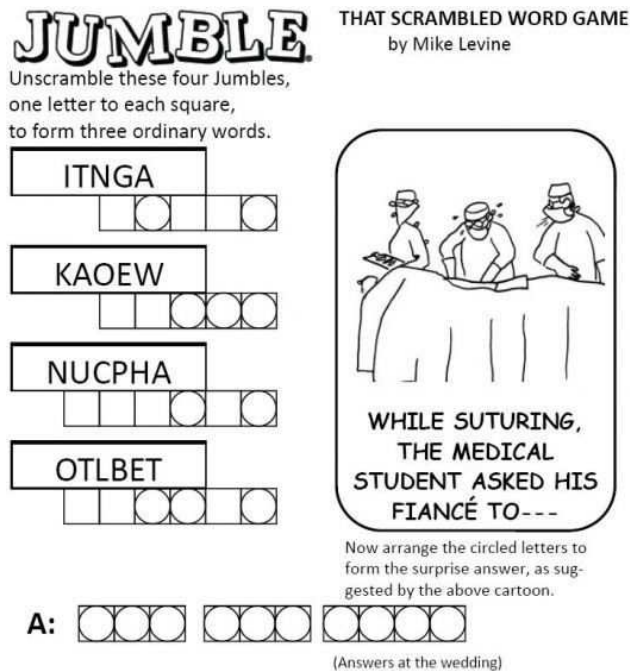 JUMBLE.
THAT SCRAMBLED WORD GAME
by Mike Levine
Unscramble these four Jumbles,
one letter to each square,
to form three ordinary words.
ITNGA
KAOEW
NUCPHA
OTLBET
WHILE SUTURING,
THE MEDICAL
STUDENT ASKED HIS
FIANCÉ TO---
Now arrange the circled letters to
form the surprise answer, as sug-
gested by the above cartoon.
A:
(Answers at the wedding)